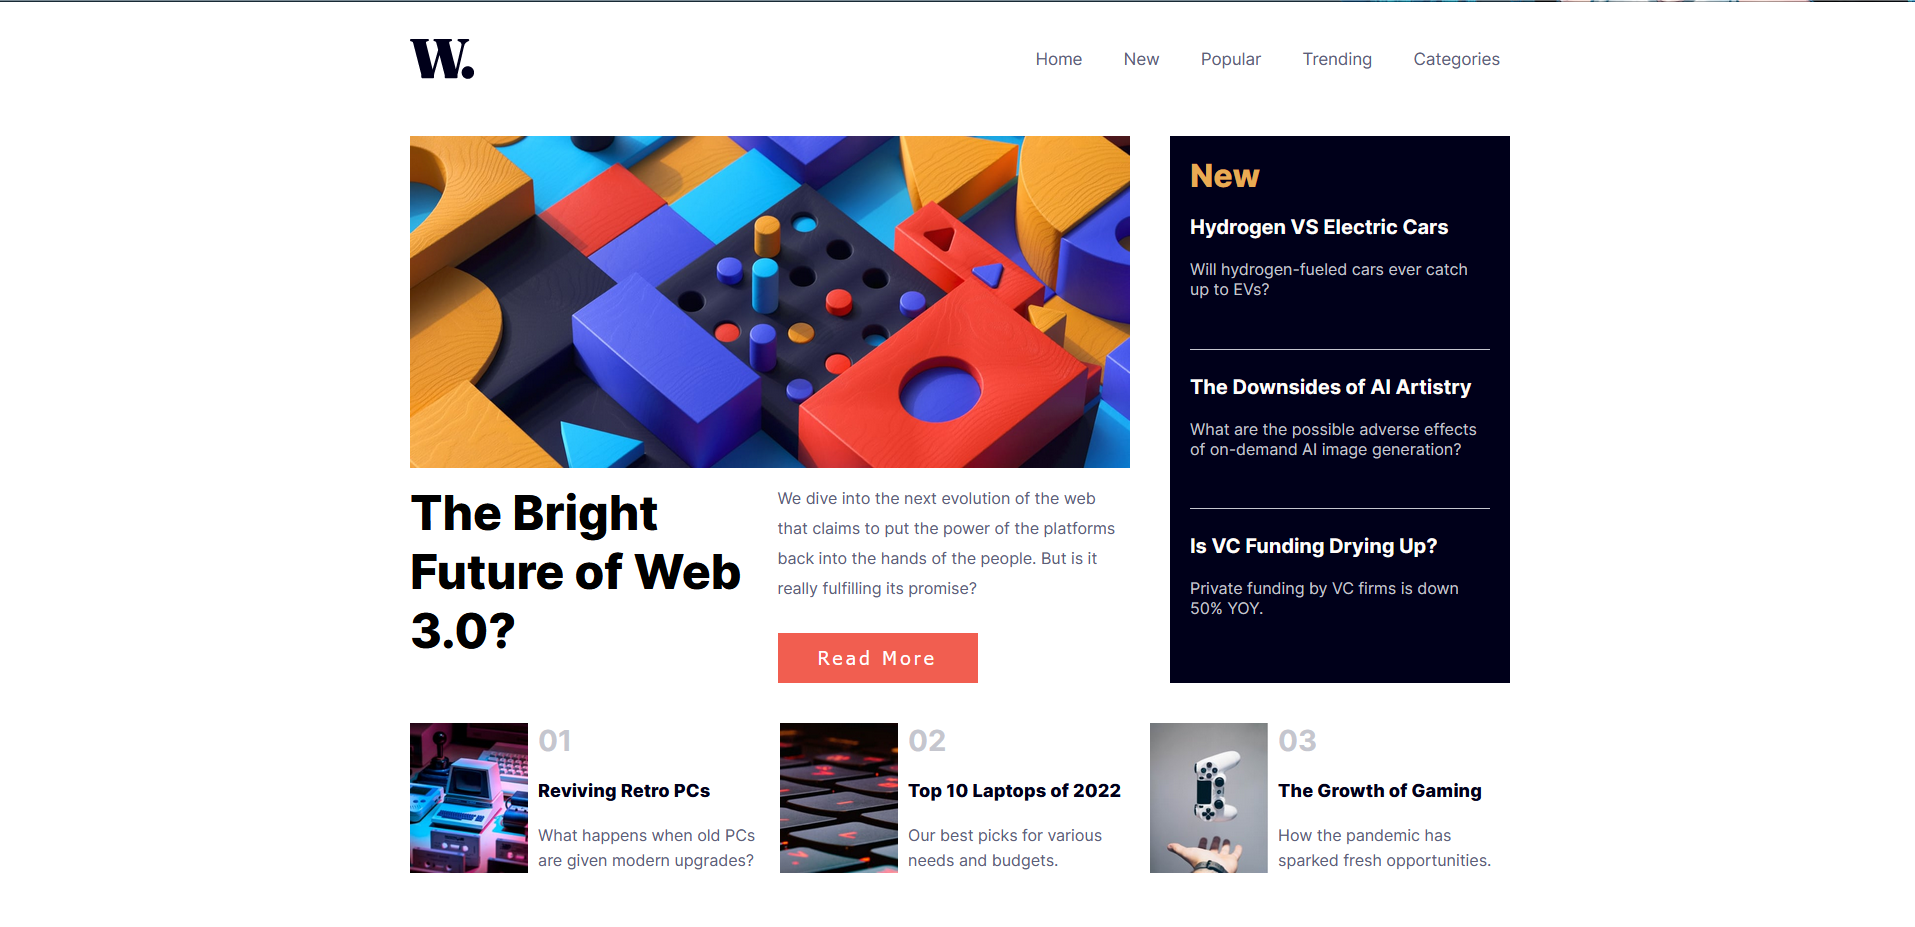 W.
Home New Popular Trending Categories
New
Hydrogen VS Electric Cars
Will hydrogen-fueled cars ever catch
up to EVs?
The Downsides of AI Artistry
What are the possible adverse effects
of on-demand AI image generation?
Is VC Funding Drying Up?
Private funding by VC firms is down
50% YOY.
The Bright
Future of Web
3.0?
We dive into the next evolution of the web
that claims to put the power of the platforms
back into the hands of the people. But is it
really fulfilling its promise?
Read More
01
Reviving Retro PCs
What happens when old PCs
are given modern upgrades?
02
Top 10 Laptops of 2022
Our best picks for various
needs and budgets.
03
The Growth of Gaming
How the pandemic has
sparked fresh opportunities.